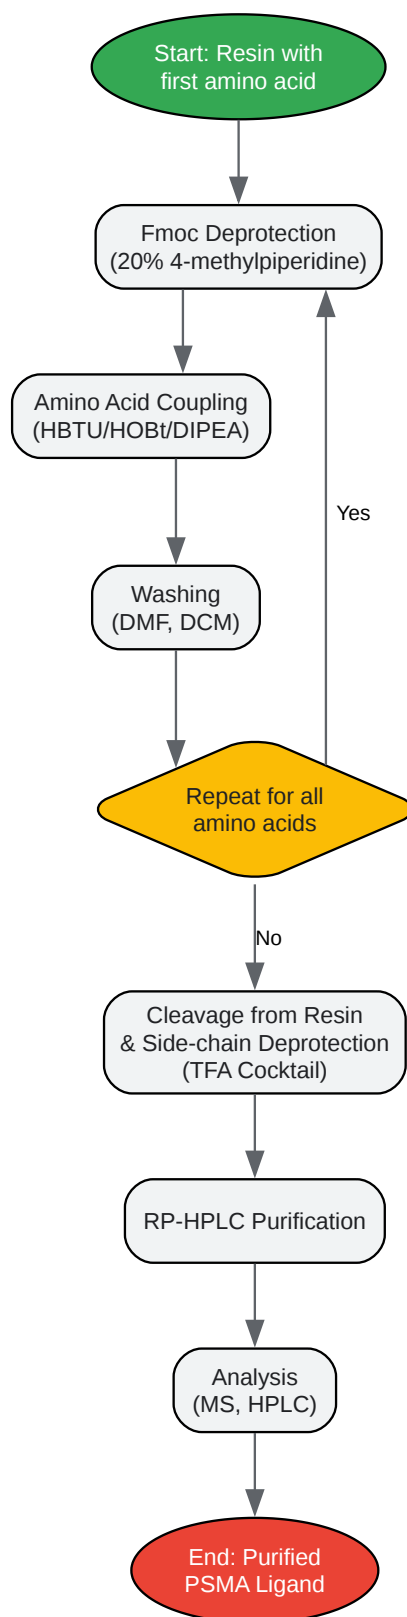 Start: Resin with
first amino acid
Fmoc Deprotection
(20% 4-methylpiperidine)
Amino Acid Coupling
(HBTU/HOBt/DIPEA)
Yes
Washing
(DMF, DCM)
Repeat for all
amino acids
No
Cleavage from Resin
& Side-chain Deprotection
(TFA Cocktail)
RP-HPLC Purification
Analysis
(MS, HPLC)
End: Purified
PSMA Ligand